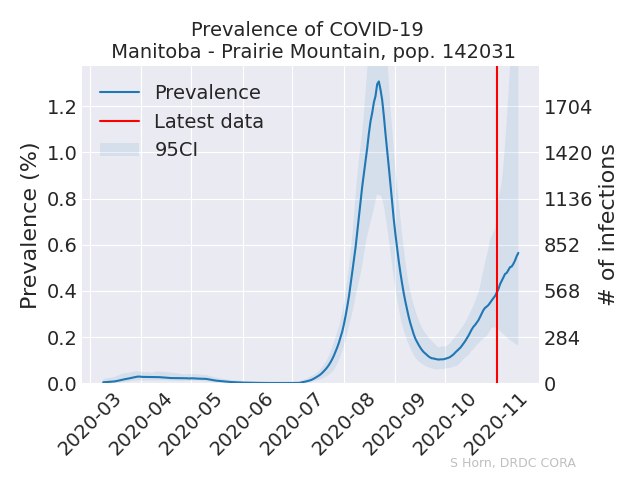 Prevalence of COVID-19
Manitoba - Prairie Mountain, pop. 142031
Prevalence
Latest data
95CI
Prevalence (%)
1.2
1.0
0.8
0.6
0.4
0.2
0.0
1704
1420
1136
852
568
284
0
# of infections
2020-03
2020-04
2020-05
2020-06
2020-07
2020-08
2020-09
2020-10
2020-11
S Horn, DRDC CORA